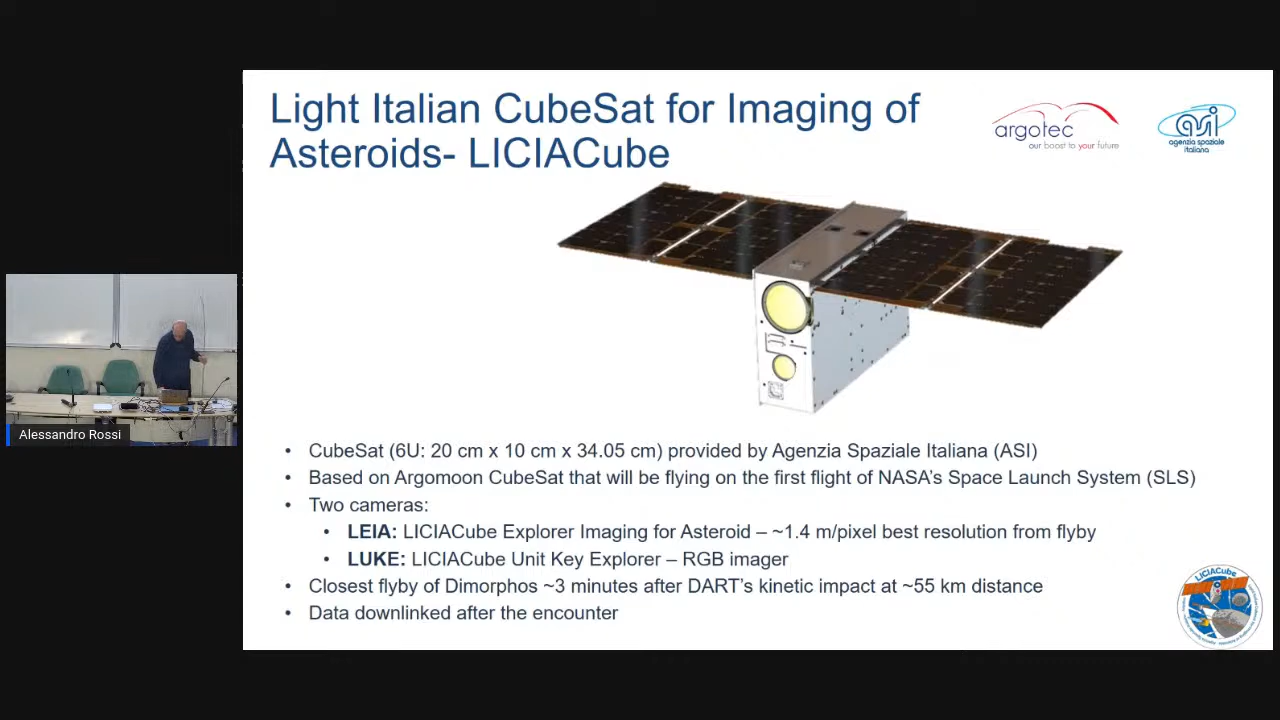 Light Italian CubeSat for Imaging of
Asteroids- LICIACube
argotec
our boost to your future
asi
agenzia spaziale
italiana
Alessandro Rossi
• CubeSat (6U: 20 cm x 10 cm x 34.05 cm) provided by Agenzia Spaziale Italiana (ASI)
• Based on Argomoon CubeSat that will be flying on the first flight of NASA's Space Launch System (SLS)
• Two cameras:
• LEIA: LICIACube Explorer Imaging for Asteroid – ~1.4 m/pixel best resolution from flyby
• LUKE: LICIACube Unit Key Explorer – RGB imager
• Closest flyby of Dimorphos ~3 minutes after DART's kinetic impact at ~55 km distance
• Data downlinked after the encounter
LICIACube